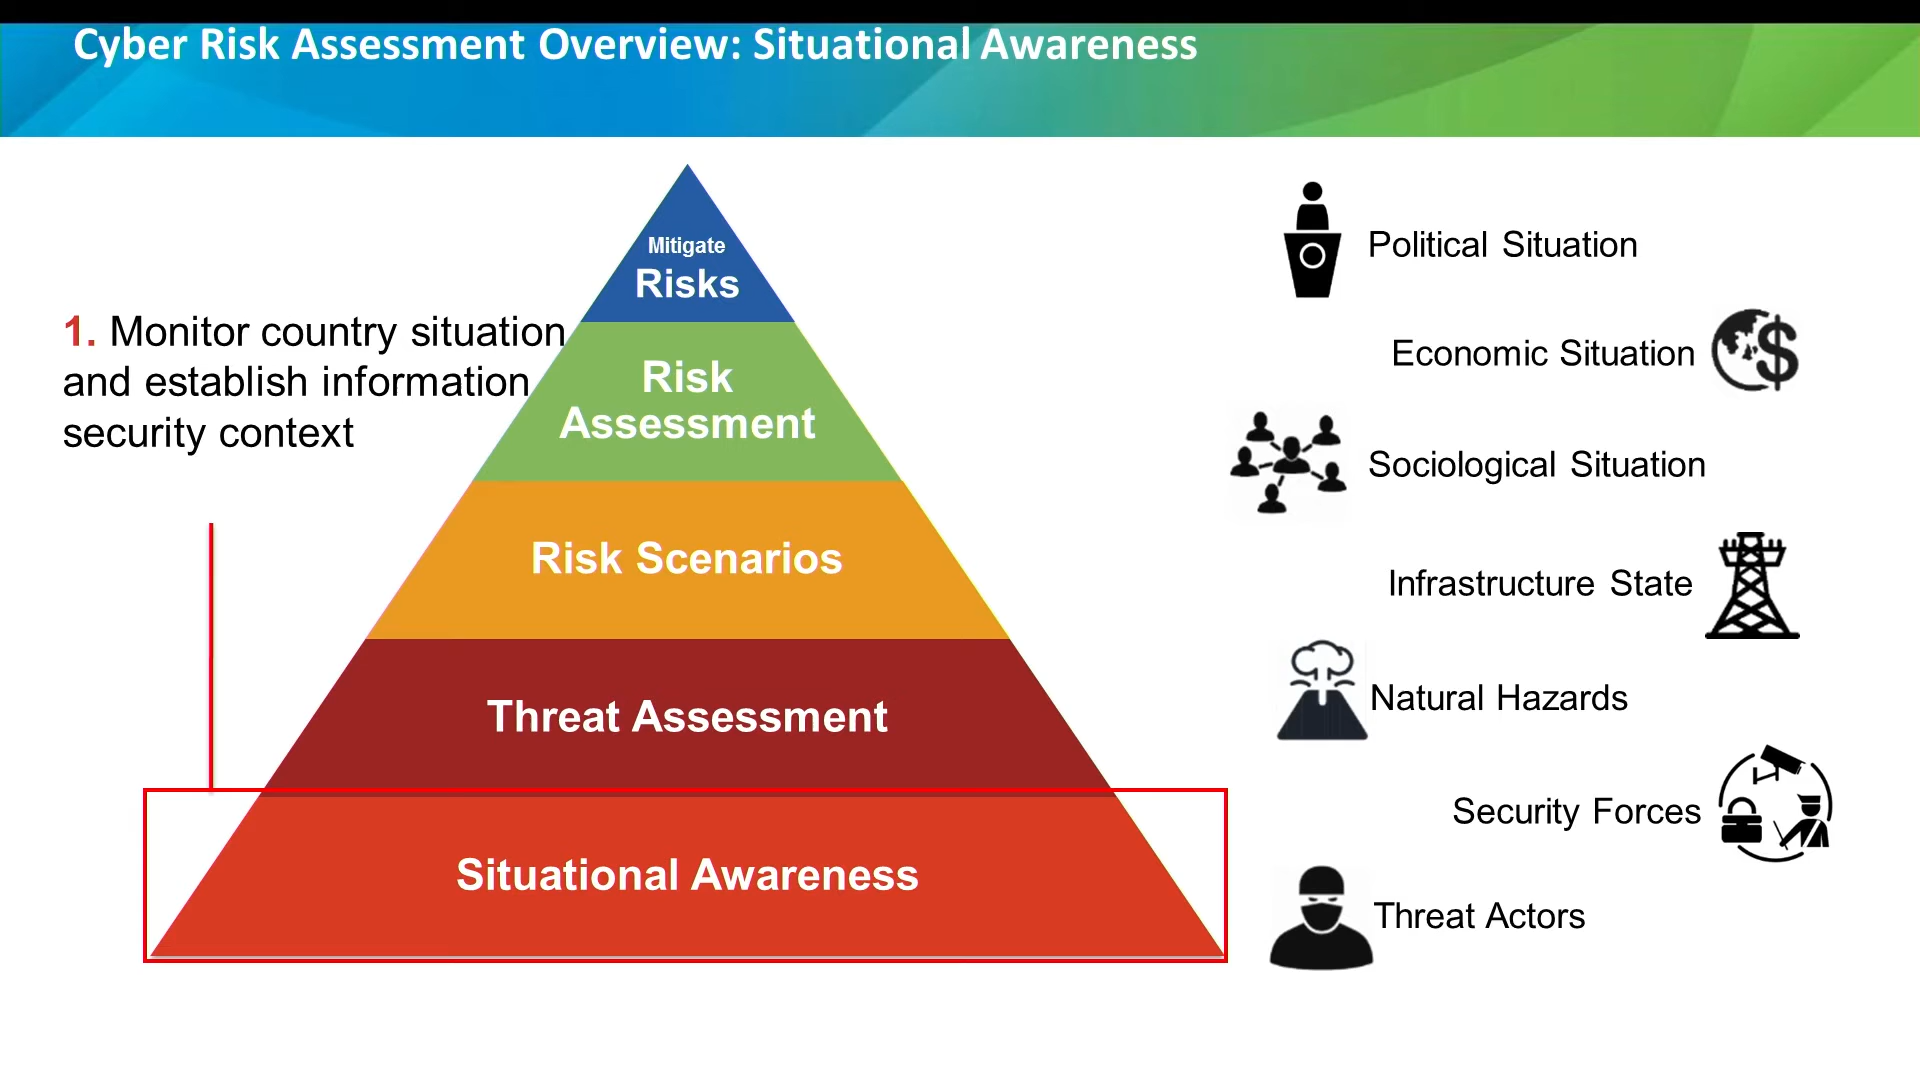 Cyber Risk Assessment Overview: Situational Awareness
1. Monitor country situation
and establish information
security context
Mitigate
Risks
Risk
Assessment
Risk Scenarios
Threat Assessment
Situational Awareness
Political Situation
Economic Situation
Sociological Situation
Infrastructure State
Natural Hazards
Security Forces
Threat Actors